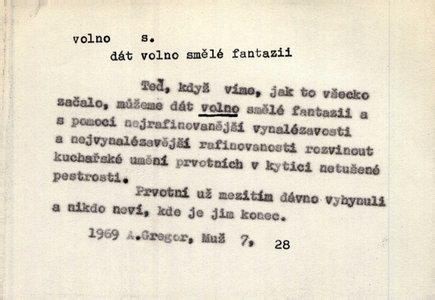 volno s.
dát volno smělé fantazii
Teď, když víme, jak to všecko
začalo, můžeme dát volno smělé fantazii a
s pomocí nejrafinovanější vynalézavosti
a nejvynalézavější rafinovanosti rozvinout
kuchařské umění prvotních v kytici netušené
pestrosti.
Prvotní už mezitím dávno vyhynuli
a nikdo neví, kde je jim konec.
1969 A.Gregor, Muž 7, 28